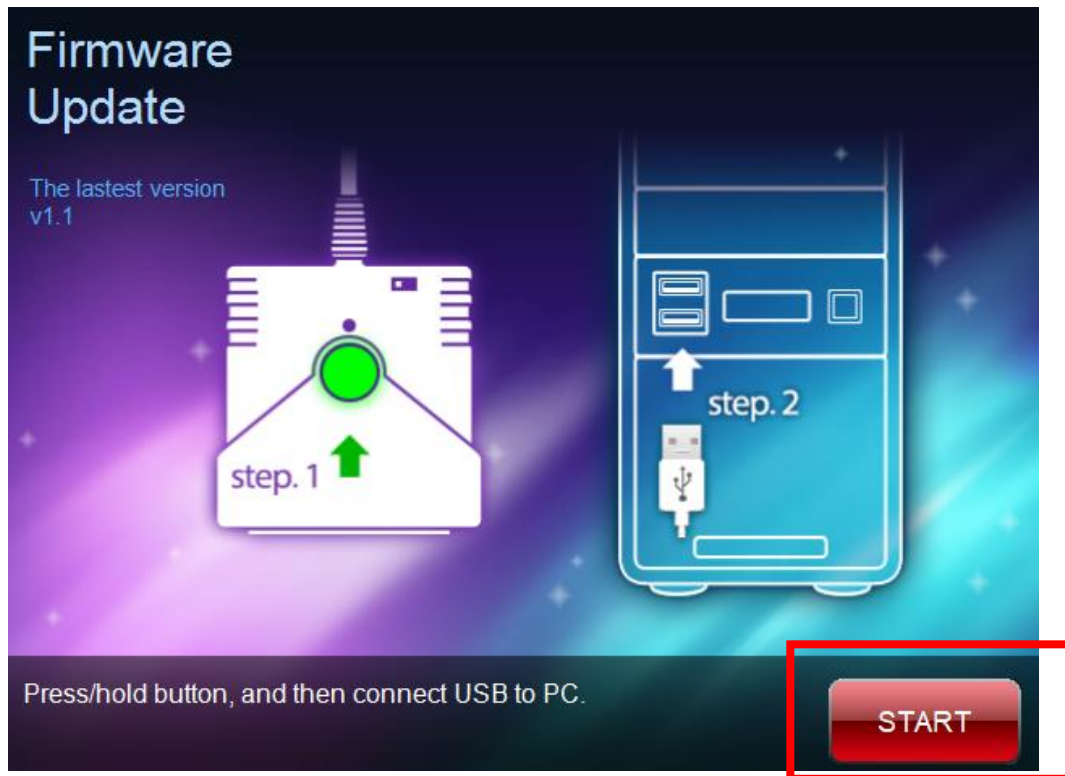 Firmware
Update
The lastest version
v1.1
step. 1
step. 2
Press/hold button, and then connect USB to PC.
START